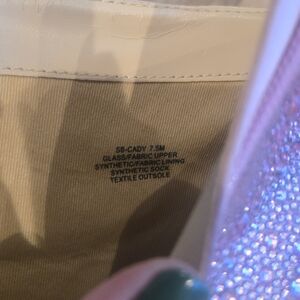 SB-CADY 7.5M
GLASS/FABRIC UPPER
SYNTHETIC/FABRIC LINING
SYNTHETIC SOCK
TEXTILE OUTSOLE